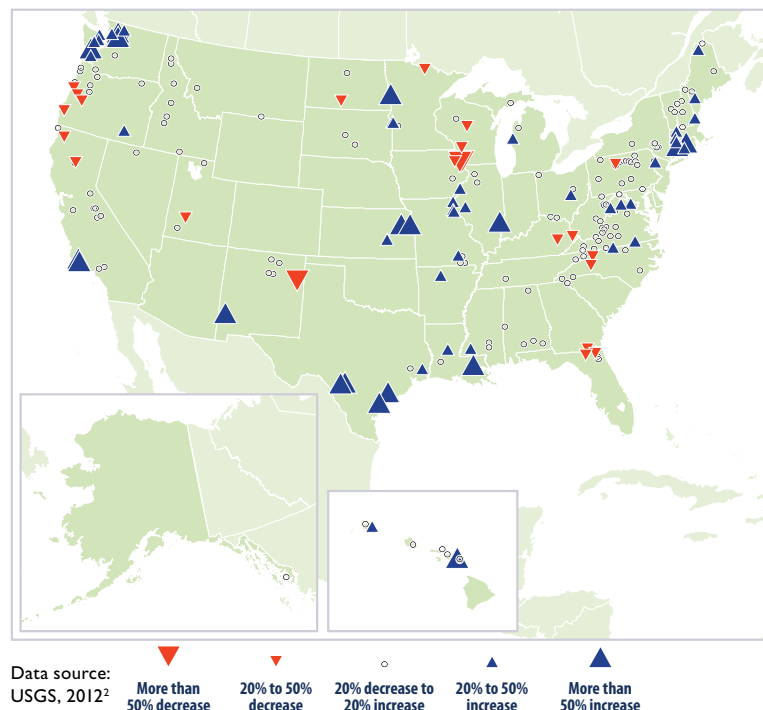 Data source:
USGS, 2012²
More than
50% decrease
20% to 50%
decrease
20% decrease to
20% increase
20% to 50%
increase
More than
50% increase